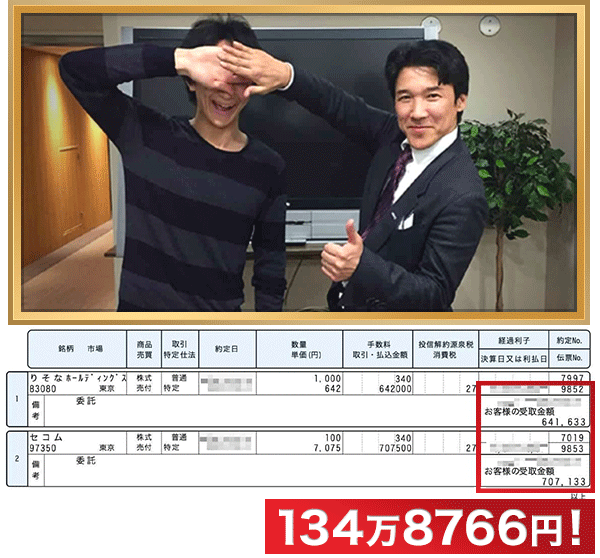 銘柄 市場 商品 取引 約定日 数量 手数料 投信解約源泉税 経過利子 約定No.
売買 特定仕法 単価(円) 取引・払込金額 消費税 決算日又は利払日 伝票No.
1 りそなホールディングス 株式 普通 1,000 340 7997
83080 東京 売付 特定 642 642000 27 9852
備考 委託
お客様の受取金額
641,633
2 セコム 株式 普通 100 340 7019
97350 東京 売付 特定 7,075 707500 27 9853
備考 委託
お客様の受取金額
707,133
以上
134万8766円!